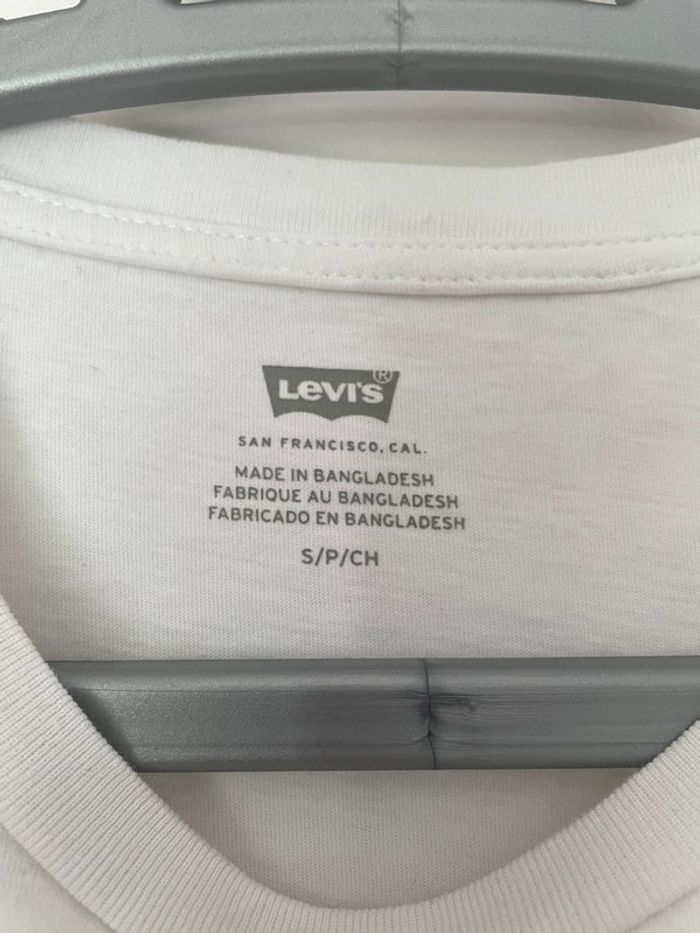 Levi's ®
SAN FRANCISCO, CAL.
MADE IN BANGLADESH
FABRIQUE AU BANGLADESH
FABRICADO EN BANGLADESH
S/P/CH